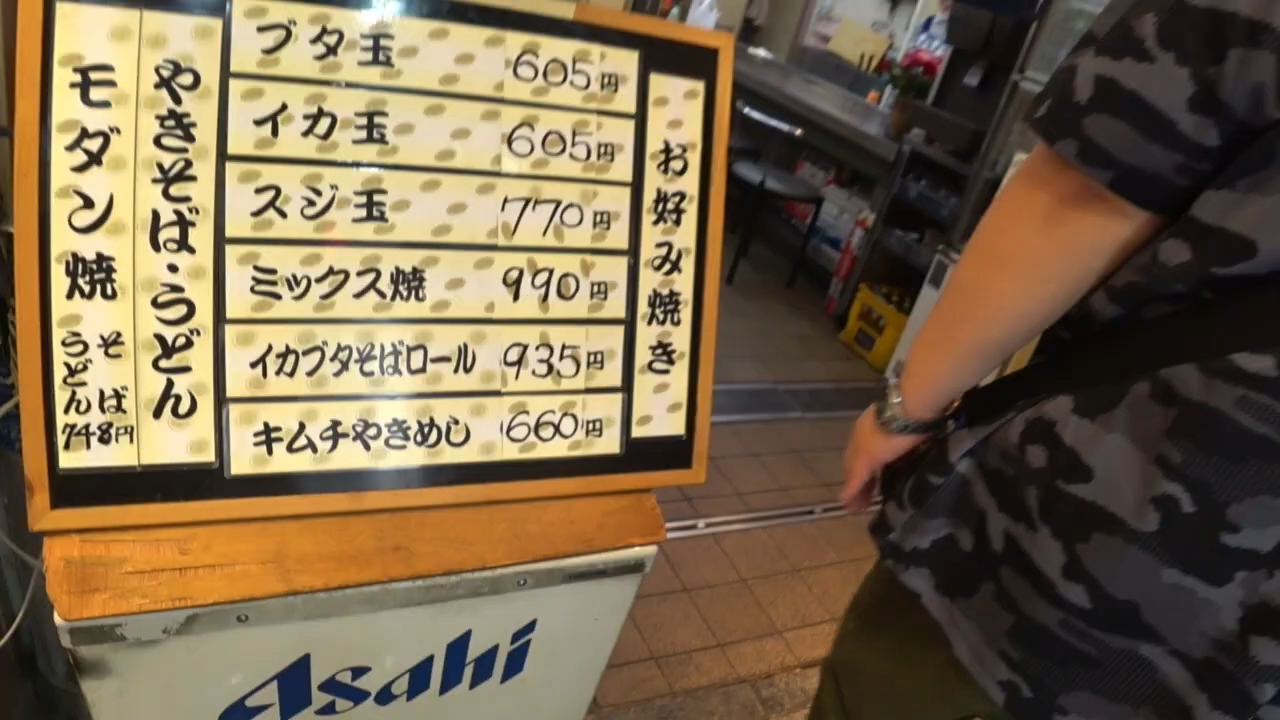 お好み焼き
ブタ玉 605円
イカ玉 605円
スジ玉 770円
ミックス焼 990円
イカブタそばロール 935円
キムチやきめし 660円
やきそば・うどん
モダン焼 そば うどん 748円
Asahi